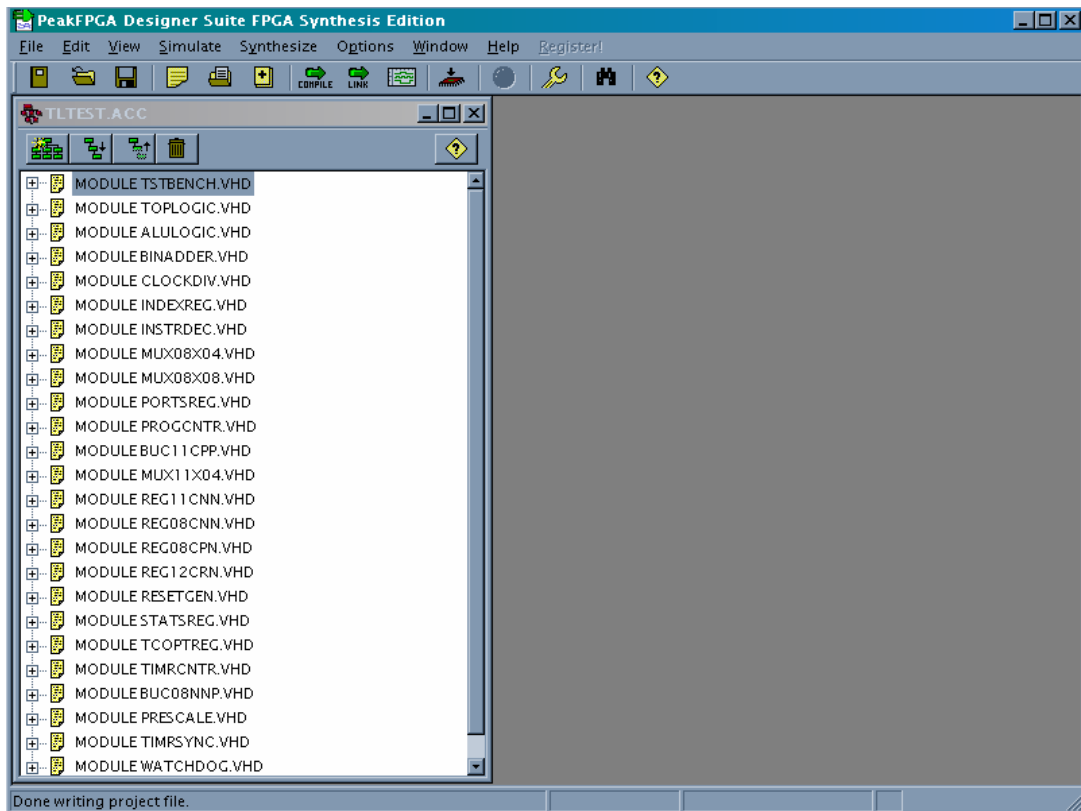 PeakFPGA Designer Suite FPGA Synthesis Edition
File Edit View Simulate Synthesize Options Window Help Register!
COMPILE LINK
TLTEST.ACC
MODULE TSTBENCH.VHD
MODULE TOPLOGIC.VHD
MODULE ALULOGIC.VHD
MODULE BINADDER.VHD
MODULE CLOCKDIV.VHD
MODULE INDEXREG.VHD
MODULE INSTRDEC.VHD
MODULE MUX08X04.VHD
MODULE MUX08X08.VHD
MODULE PORTSREG.VHD
MODULE PROGCNTR.VHD
MODULE BUC11CPP.VHD
MODULE MUX11X04.VHD
MODULE REG11CNN.VHD
MODULE REG08CNN.VHD
MODULE REG08CPN.VHD
MODULE REG12CRN.VHD
MODULE RESETGEN.VHD
MODULE STATSREG.VHD
MODULE TCOPTREG.VHD
MODULE TIMRCNTR.VHD
MODULE BUC08NNP.VHD
MODULE PRESCALE.VHD
MODULE TIMRSYNC.VHD
MODULE WATCHDOG.VHD
Done writing project file.